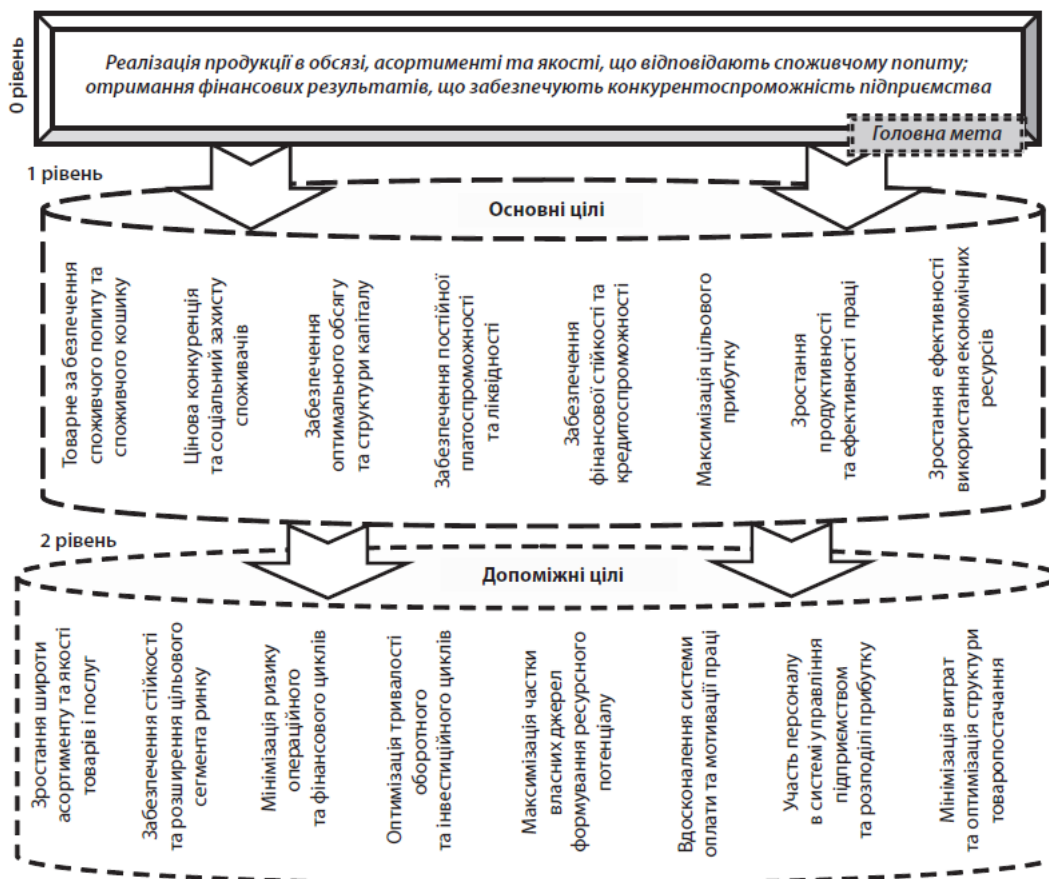 0 рівень
Реалізація продукції в обсязі, асортименті та якості, що відповідають споживчому попиту;
отримання фінансових результатів, що забезпечують конкурентоспроможність підприємства
Головна мета
1 рівень
Основні цілі
Товарне за безпечення
споживчого попиту та
споживчого кошику
Цінова конкуренція
та соціальний захисту
споживачів
Забезпечення
оптимального обсягу
та структури капіталу
Забезпечення постійної
платоспроможності
та ліквідності
Забезпечення
фінансової стійкості та
кредитоспроможності
Максимізація цільового
прибутку
Зростання
продуктивності
та ефективності праці
Зростання ефективності
використання економічних
ресурсів
2 рівень
Допоміжні цілі
Зростання широти
асортименту та якості
товарів і послуг
Забезпечення стійкості
та розширення цільового
сегмента ринку
Мінімізація ризику
операційного
та фінансового циклів
Оптимізація тривалості
оборотного
та інвестиційного циклів
Максимізація частки
власних джерел
формування ресурсного
потенціалу
Вдосконалення системи
оплати та мотивації праці
Участь персоналу
в системі управління
підприємством
та розподілі прибутку
Мінімізація витрат
та оптимізація структури
товаропостачання